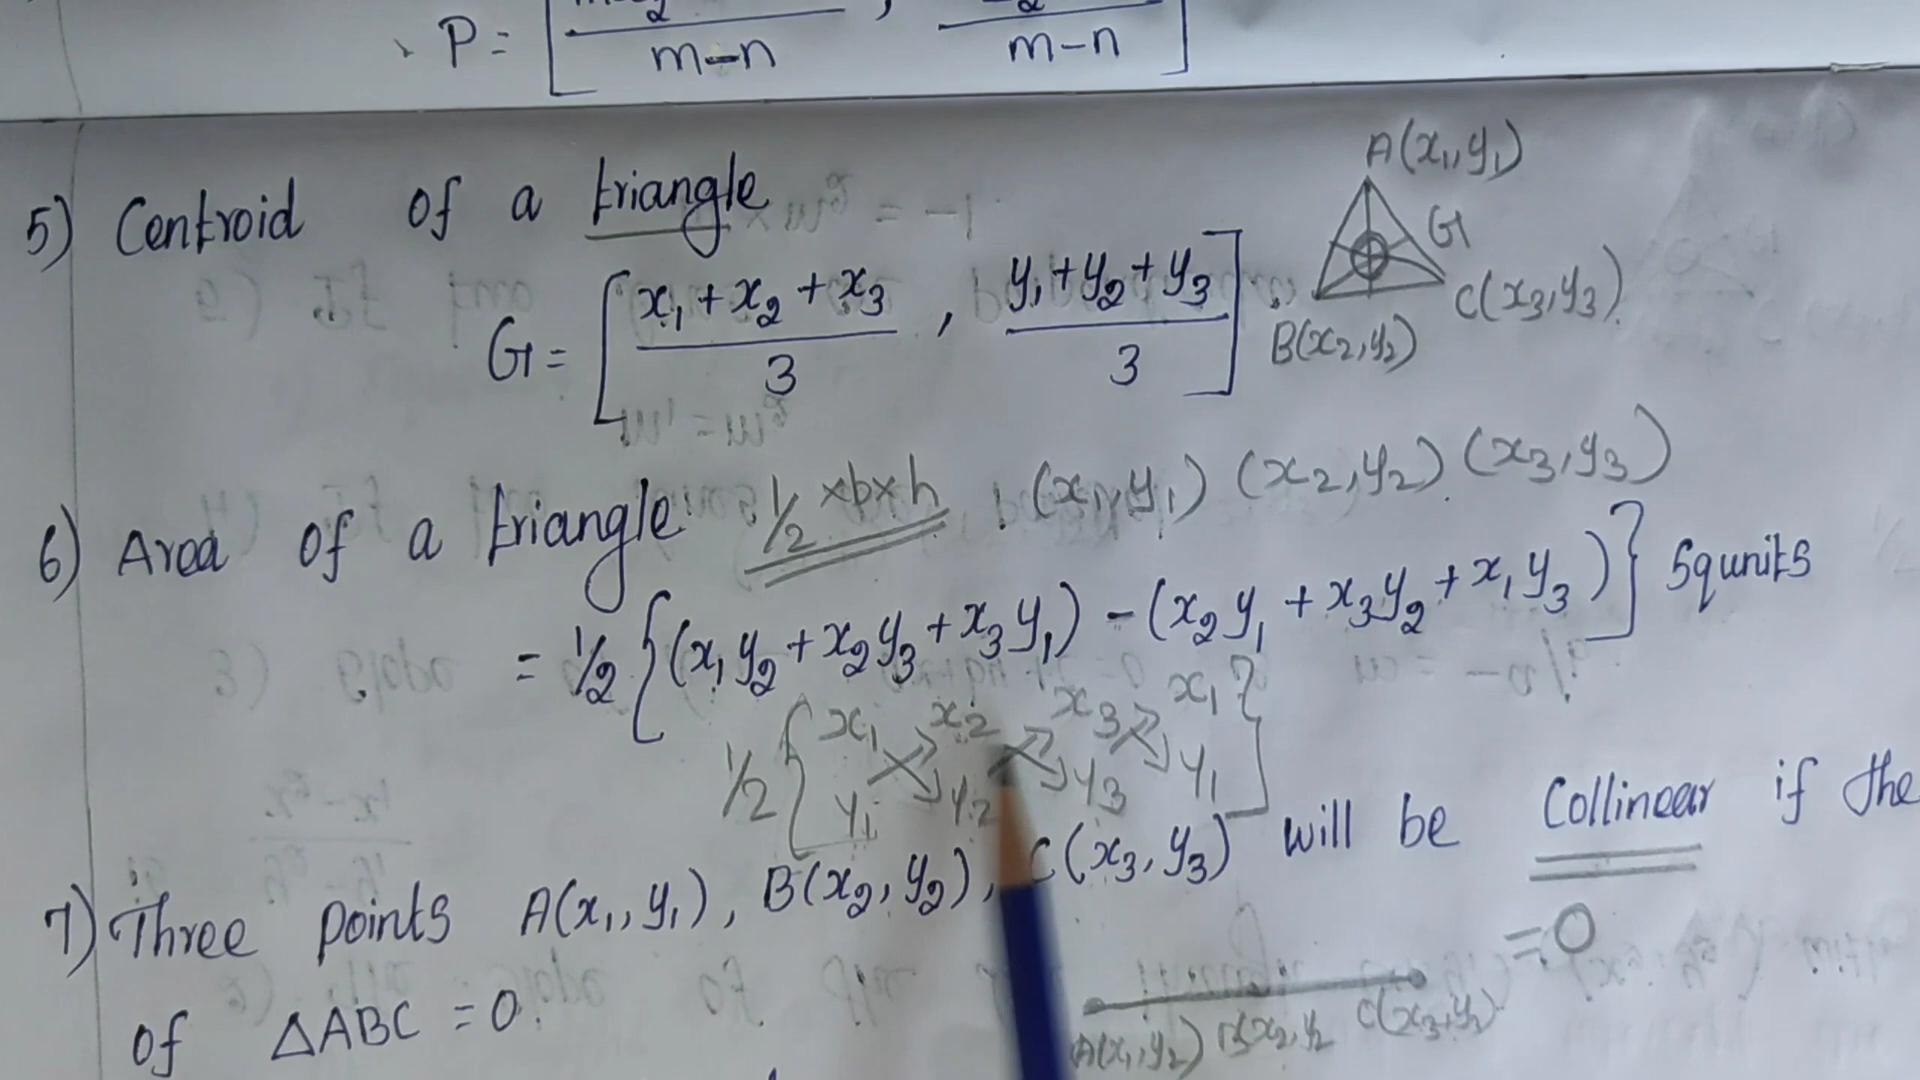 P = [ / m-n , / m-n ]
A(x₁,y₁)
5) Centroid of a triangle
G
G = [ x₁+x₂+x₃ / 3 , y₁+y₂+y₃ / 3 ]
C(x₃,y₃)
B(x₂,y₂)
6) Area of a triangle 1/2 ×b×h : (x₁,y₁) (x₂,y₂) (x₃,y₃)
= 1/2 { (x₁y₂+x₂y₃+x₃y₁) - (x₂y₁+x₃y₂+x₁y₃) } Squnits
1/2 { x₁ x₂ x₃ x₁
y₁ y₂ y₃ y₁ }
7) Three points A(x₁,y₁), B(x₂,y₂), C(x₃,y₃) will be Collinear if the
= 0
of ΔABC = 0
A(x₁,y₂) B(x₂,y₂ C(x₃,y₃)